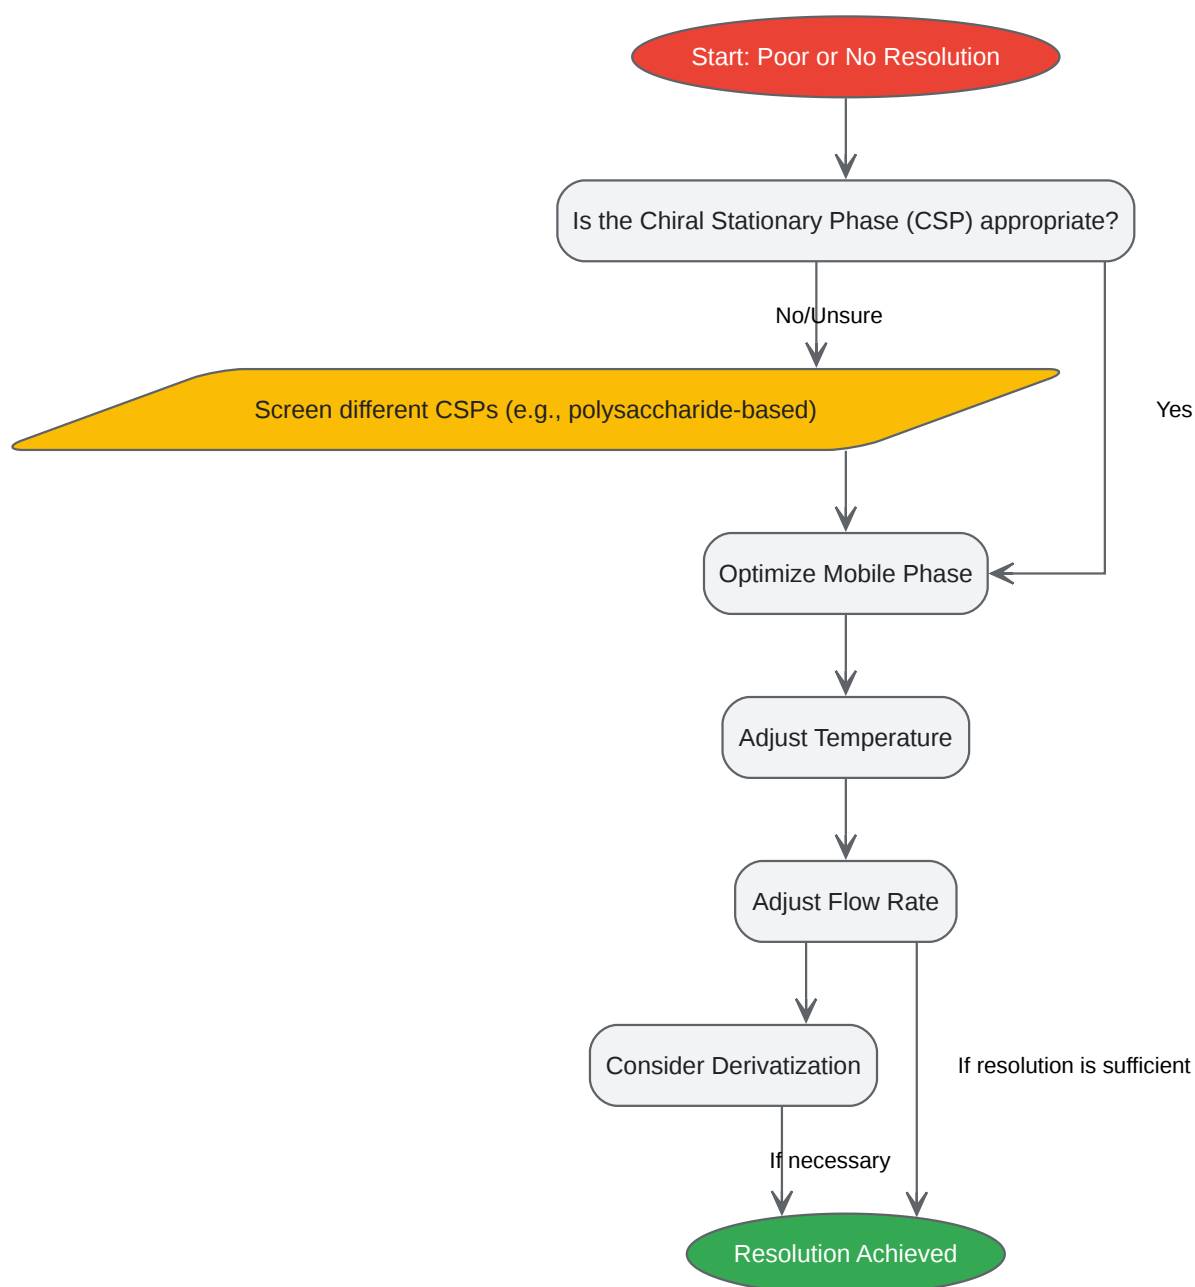 Start: Poor or No Resolution
Is the Chiral Stationary Phase (CSP) appropriate?
No/Unsure
Screen different CSPs (e.g., polysaccharide-based)
Yes
Optimize Mobile Phase
Adjust Temperature
Adjust Flow Rate
Consider Derivatization
If resolution is sufficient
If necessary
Resolution Achieved